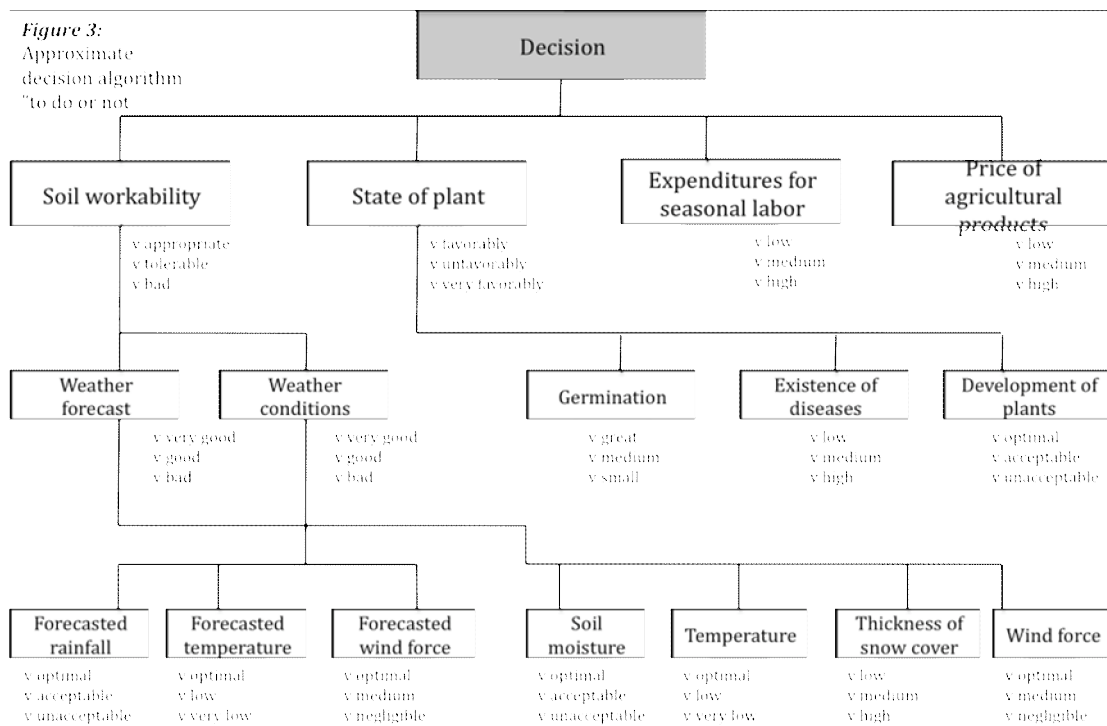 Figure 3:
Approximate
decision algorithm
"to do or not
Decision
Soil workability
State of plant
Expenditures for
seasonal labor
Price of
agricultural
products
v appropriate
v tolerable
v bad
v favorably
v unfavorably
v very favorably
v low
v medium
v high
v low
v medium
v high
Weather
forecast
Weather
conditions
Germination
Existence of
diseases
Development of
plants
v very good
v good
v bad
v very good
v good
v bad
v great
v medium
v small
v low
v medium
v high
v optimal
v acceptable
v unacceptable
Forecasted
rainfall
Forecasted
temperature
Forecasted
wind force
Soil
moisture
Temperature
Thickness of
snow cover
Wind force
v optimal
v acceptable
v unacceptable
v optimal
v low
v very low
v optimal
v medium
v negligible
v optimal
v acceptable
v unacceptable
v optimal
v low
v very low
v low
v medium
v high
v optimal
v medium
v negligible